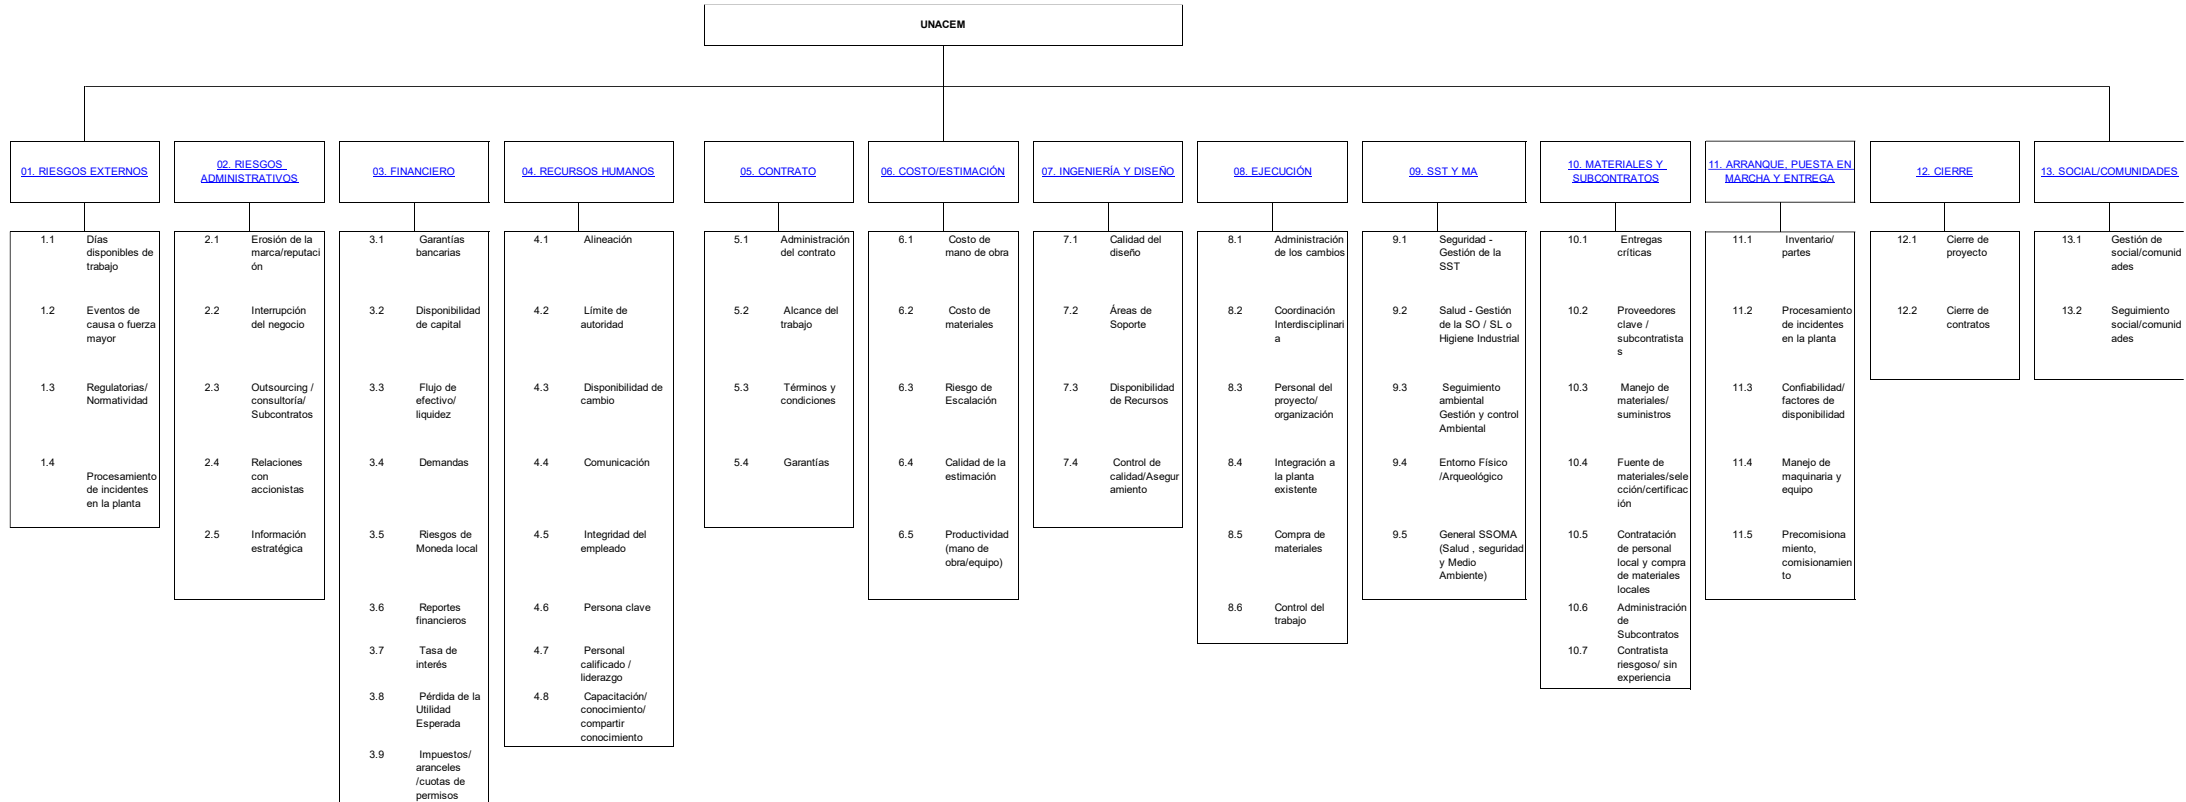 UNACEM
01. RIESGOS EXTERNOS
1.1 Días
disponibles de
trabajo
1.2 Eventos de
causa o fuerza
mayor
1.3 Regulatorias/
Normatividad
1.4
Procesamiento
de incidentes
en la planta
02. RIESGOS
ADMINISTRATIVOS
2.1 Erosión de la
marca/reputaci
ón
2.2 Interrupción
del negocio
2.3 Outsourcing /
consultoría/
Subcontratos
2.4 Relaciones
con
accionistas
2.5 Información
estratégica
03. FINANCIERO
3.1 Garantías
bancarias
3.2 Disponibilidad
de capital
3.3 Flujo de
efectivo/
liquidez
3.4 Demandas
3.5 Riesgos de
Moneda local
3.6 Reportes
financieros
3.7 Tasa de
interés
3.8 Pérdida de la
Utilidad
Esperada
3.9 Impuestos/
aranceles
/cuotas de
permisos
04. RECURSOS HUMANOS
4.1 Alineación
4.2 Límite de
autoridad
4.3 Disponibilidad de
cambio
4.4 Comunicación
4.5 Integridad del
empleado
4.6 Persona clave
4.7 Personal
calificado /
liderazgo
4.8 Capacitación/
conocimiento/
compartir
conocimiento
05. CONTRATO
5.1 Administración
del contrato
5.2 Alcance del
trabajo
5.3 Términos y
condiciones
5.4 Garantías
06. COSTO/ESTIMACIÓN
6.1 Costo de
mano de obra
6.2 Costo de
materiales
6.3 Riesgo de
Escalación
6.4 Calidad de la
estimación
6.5 Productividad
(mano de
obra/equipo)
07. INGENIERÍA Y DISEÑO
7.1 Calidad del
diseño
7.2 Áreas de
Soporte
7.3 Disponibilidad
de Recursos
7.4 Control de
calidad/Asegur
amiento
08. EJECUCIÓN
8.1 Administración
de los cambios
8.2 Coordinación
Interdisciplinari
a
8.3 Personal del
proyecto/
organización
8.4 Integración a
la planta
existente
8.5 Compra de
materiales
8.6 Control del
trabajo
09. SST Y MA
9.1 Seguridad -
Gestión de la
SST
9.2 Salud - Gestión
de la SO / SL o
Higiene Industrial
9.3 Seguimiento
ambiental
Gestión y control
Ambiental
9.4 Entorno Físico
/Arqueológico
9.5 General SSOMA
(Salud , seguridad
y Medio
Ambiente)
10. MATERIALES Y
SUBCONTRATOS
10.1 Entregas
críticas
10.2 Proveedores
clave /
subcontratista
s
10.3 Manejo de
materiales/
suministros
10.4 Fuente de
materiales/sele
cción/certificac
ión
10.5 Contratación
de personal
local y compra
de materiales
locales
10.6 Administración
de
Subcontratos
10.7 Contratista
riesgoso/ sin
experiencia
11. ARRANQUE, PUESTA EN
MARCHA Y ENTREGA
11.1 Inventario/
partes
11.2 Procesamiento
de incidentes
en la planta
11.3 Confiabilidad/
factores de
disponibilidad
11.4 Manejo de
maquinaria y
equipo
11.5 Precomisiona
miento,
comisionamien
to
12. CIERRE
12.1 Cierre de
proyecto
12.2 Cierre de
contratos
13. SOCIAL/COMUNIDADES
13.1 Gestión de
social/comunid
ades
13.2 Seguimiento
social/comunid
ades